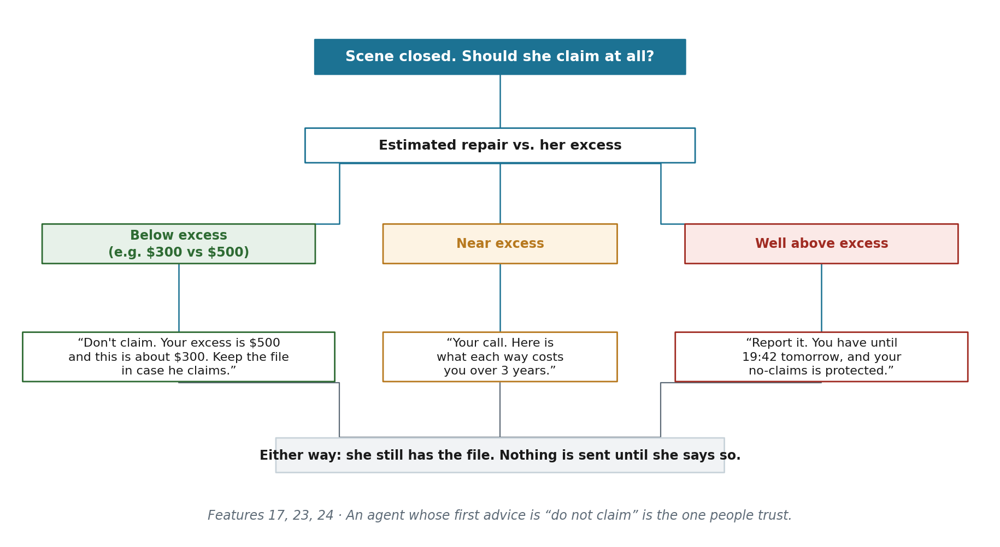 Scene closed. Should she claim at all?
Estimated repair vs. her excess
Below excess
(e.g. $300 vs $500)
Near excess
Well above excess
“Don't claim. Your excess is $500
and this is about $300. Keep the file
in case he claims.”
“Your call. Here is
what each way costs
you over 3 years.”
“Report it. You have until
19:42 tomorrow, and your
no-claims is protected.”
Either way: she still has the file. Nothing is sent until she says so.
Features 17, 23, 24 · An agent whose first advice is “do not claim” is the one people trust.